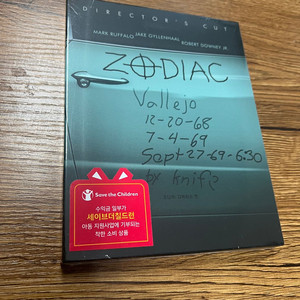 DIRECTOR'S CUT
MARK RUFFALO JAKE GYLLENHAAL ROBERT DOWNEY JR.
ZODIAC
Vallejo
12-20-68
7-4-69
Sept 27-69-6:30
by knife
Save the Children
수익금 일부가
세이브더칠드런
아동 지원사업에 기부되는
착한 소비 상품